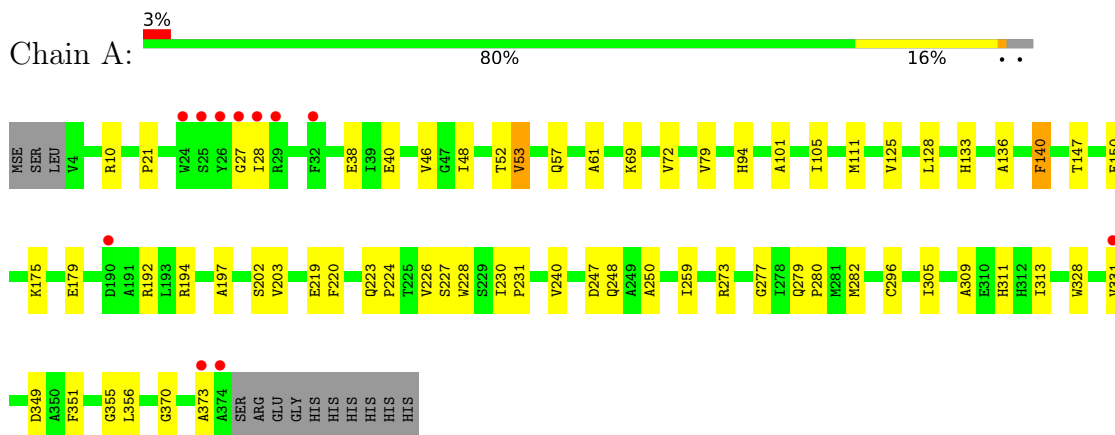 3%
Chain A:
80% 16% • •
MSE SER LEU V4 R10 P21 W24 S25 Y26 G27 I28 R29 F32 E38 I39 E40 V46 G47 I48 T52 V53 Q57 A61 K69 V72 V79 H94 A101 I105 M111 V125 L128 H133 A136 F140 T147
K175 E179 D190 A191 R192 L193 R194 A197 S202 V203 E219 F220 Q223 P224 T225 V226 S227 W228 S229 I230 P231 V240 D247 Q248 A249 A250 I259 R273 G277 I278 Q279 P280 M281 M282 C296 I305 A309 E310 H311 H312 I313 W328
D349 A350 F351 G355 L356 G370 A373 A374 SER ARG GLU GLY HIS HIS HIS HIS HIS HIS